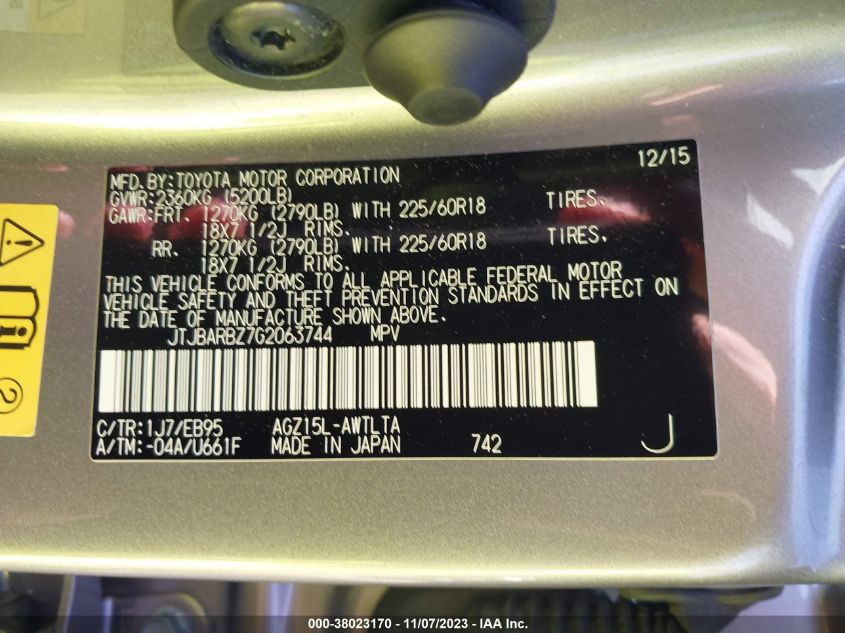 12/15
MFD.BY:TOYOTA MOTOR CORPORATION
GVWR:2360KG (5200LB)
GAWR:FRT. 1270KG (2790LB) WITH 225/60R18 TIRES.
18X7 1/2J RIMS.
RR. 1270KG (2790LB) WITH 225/60R18 TIRES.
18X7 1/2J RIMS.
THIS VEHICLE CONFORMS TO ALL APPLICABLE FEDERAL MOTOR
VEHICLE SAFETY AND THEFT PREVENTION STANDARDS IN EFFECT ON
THE DATE OF MANUFACTURE SHOWN ABOVE.
JTJBARBZ7G2063744 MPV
C/TR:1J7/EB95 AGZ15L-AWTLTA
A/TM:-04A/U661F MADE IN JAPAN 742 J
2
000-38023170 - 11/07/2023 - IAA Inc.